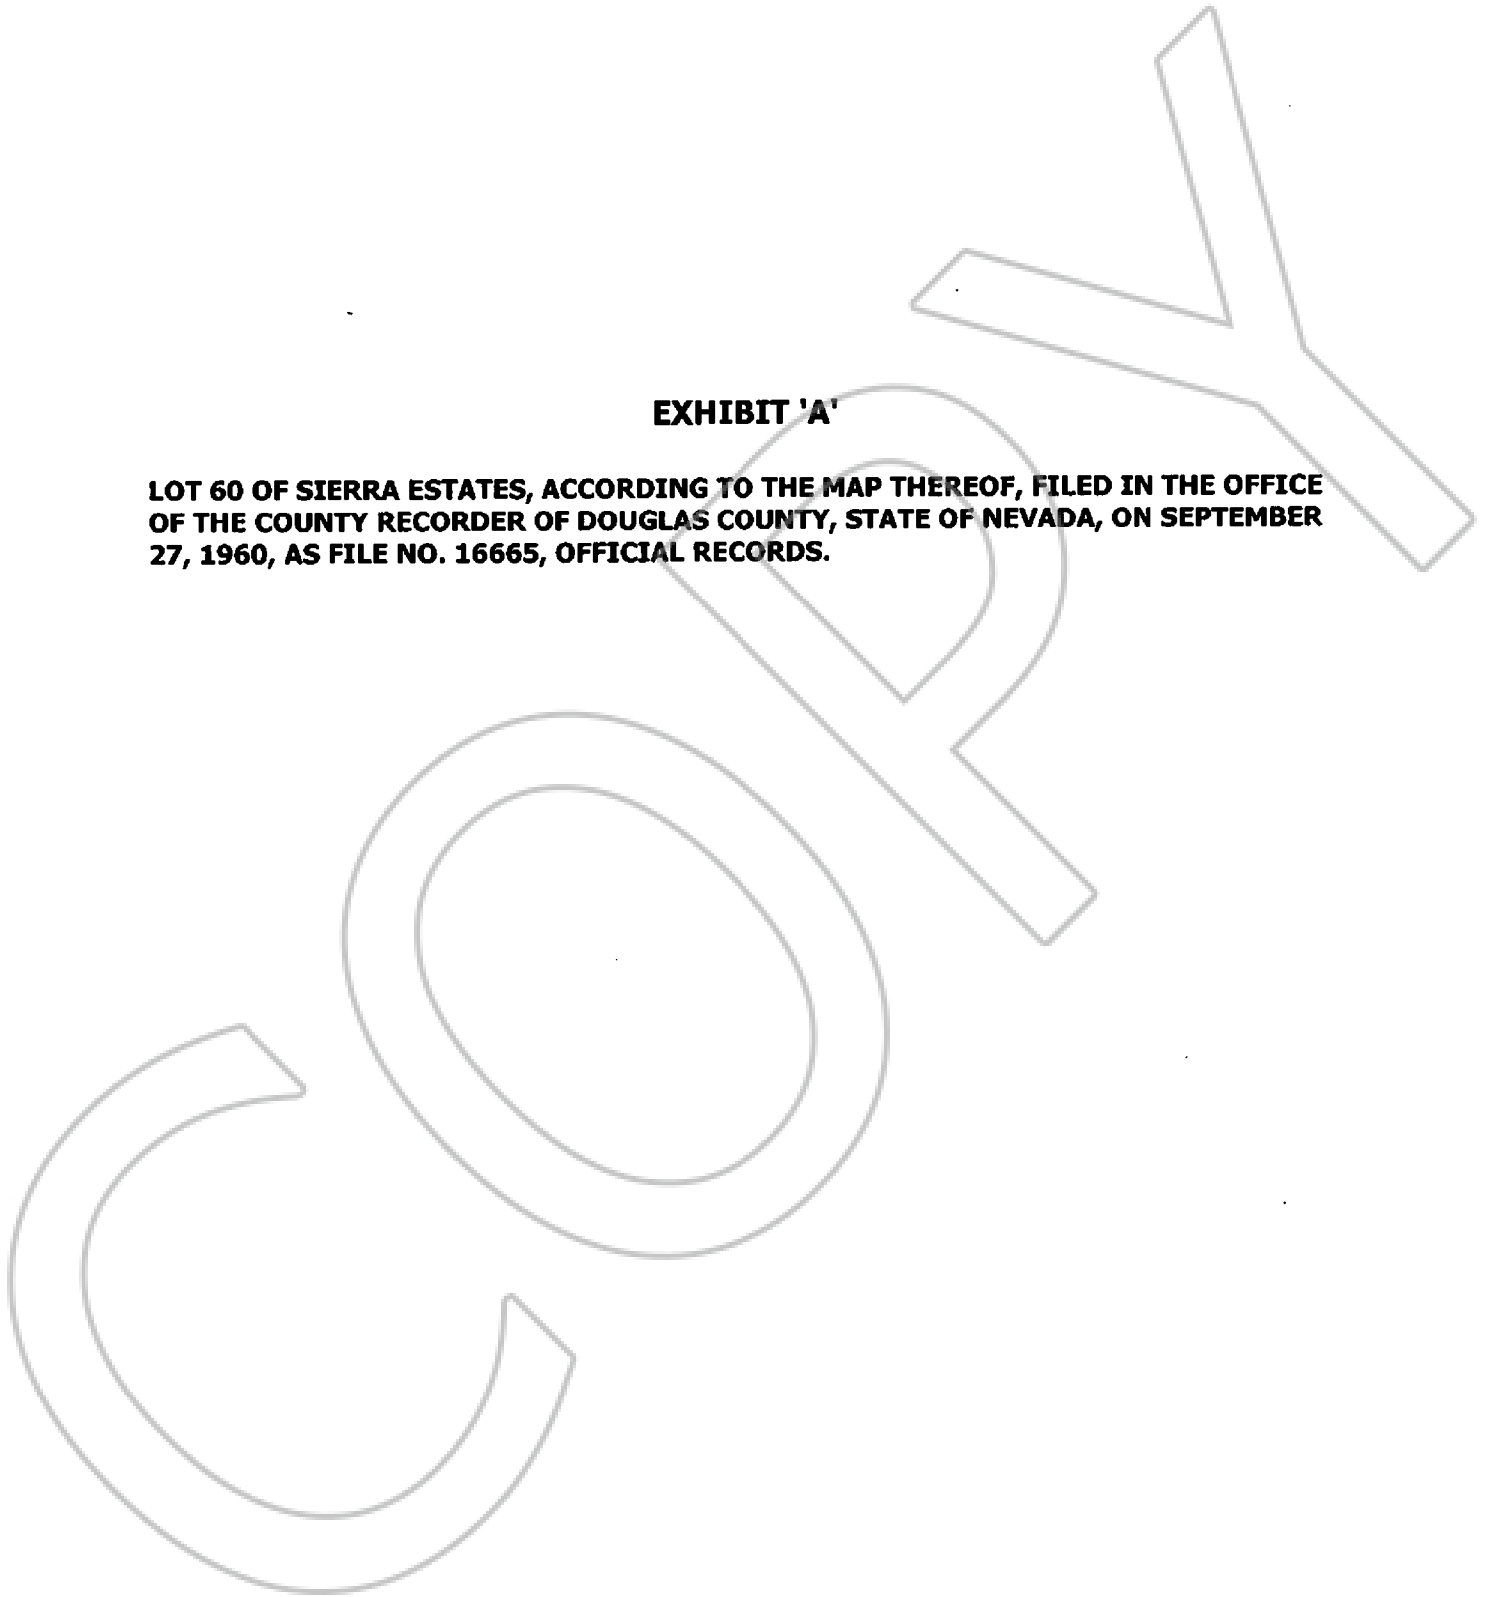 EXHIBIT 'A'
LOT 60 OF SIERRA ESTATES, ACCORDING TO THE MAP THEREOF, FILED IN THE OFFICE
OF THE COUNTY RECORDER OF DOUGLAS COUNTY, STATE OF NEVADA, ON SEPTEMBER
27, 1960, AS FILE NO. 16665, OFFICIAL RECORDS.
COPY